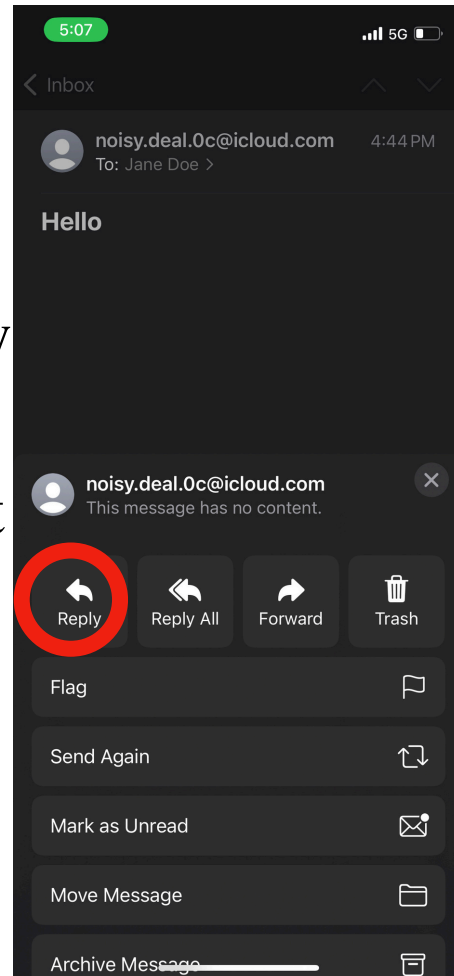 5:07
5G
Inbox
noisy.deal.0c@icloud.com 4:44 PM
To: Jane Doe >
Hello
noisy.deal.0c@icloud.com
This message has no content.
Reply Reply All Forward Trash
Flag
Send Again
Mark as Unread
Move Message
Archive Message